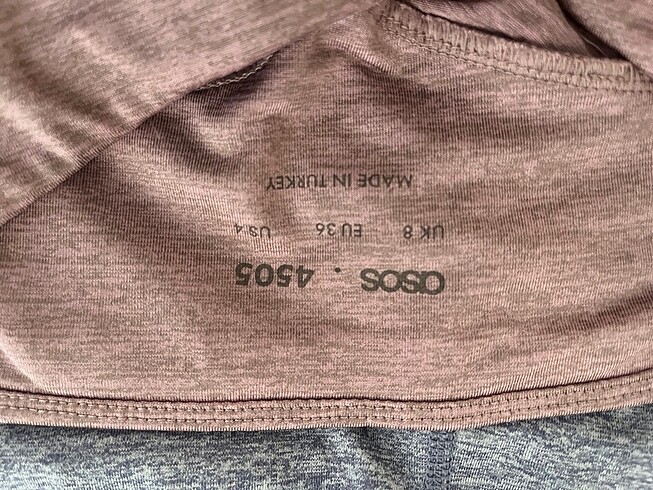 asos . 4505
UK 8 EU 36 US 4
MADE IN TURKEY